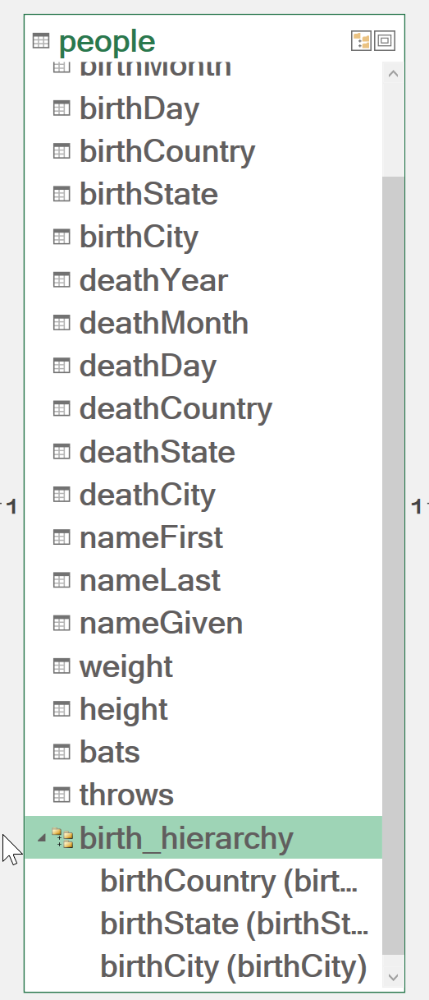 people
birthMonth
birthDay
birthCountry
birthState
birthCity
deathYear
deathMonth
deathDay
deathCountry
deathState
deathCity
1
1
nameFirst
nameLast
nameGiven
weight
height
bats
throws
birth_hierarchy
birthCountry (birt...
birthState (birthSt...
birthCity (birthCity)